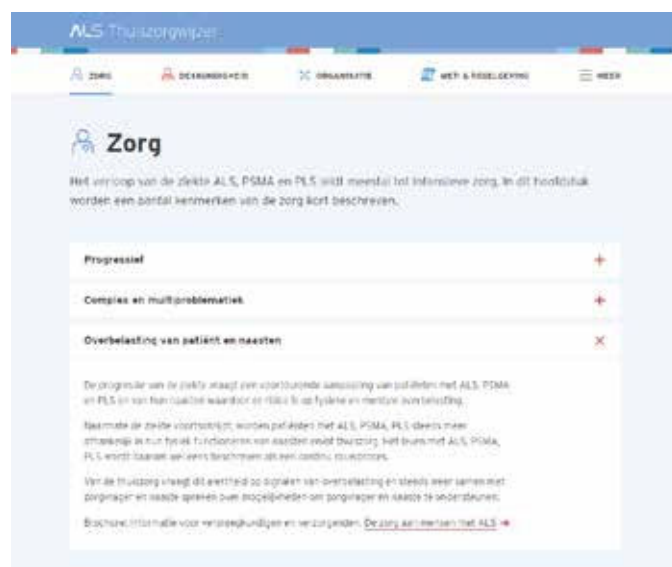 ALS Thuiszorgwijzer
ZORG DESKUNDIGHEID ORGANISATIE WET- & REGELGEVING MEER
Zorg
Het verloop van de ziekte ALS, PSMA en PLS leidt meestal tot intensieve zorg. In dit hoofdstuk
worden een aantal kenmerken van de zorg kort beschreven.
Progressief
Complex en multiproblematiek
Overbelasting van patiënt en naasten
De progressie van de ziekte vraagt een voortdurende aanpassing van patiënten met ALS, PSMA
en PLS en van hun naasten waardoor er risico is op fysieke en mentale overbelasting.
Naarmate de ziekte voortschrijdt, worden patiënten met ALS, PSMA, PLS steeds meer
afhankelijk in hun fysiek functioneren van naasten en/of thuiszorg. Het leven met ALS, PSMA,
PLS wordt daarom wel eens beschreven als een continu rouwproces.
Van de thuiszorg vraagt dit alertheid op signalen van overbelasting en steeds weer samen met
zorgvrager en naaste spreken over mogelijkheden om zorgvrager en naaste te ondersteunen.
Brochure: Informatie voor verpleegkundigen en verzorgenden: De zorg aan mensen met ALS